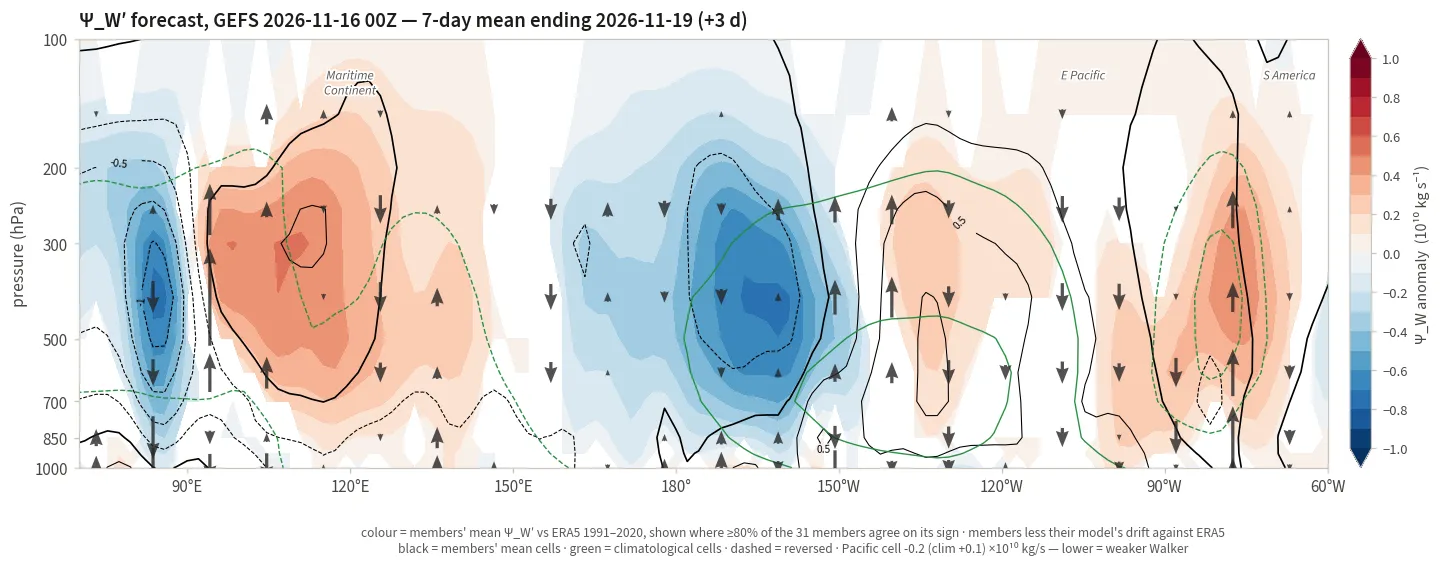 Ψ_W′ forecast, GEFS 2026-11-16 00Z — 7-day mean ending 2026-11-19 (+3 d)
100
200
300
400
500
700
850
1000
pressure (hPa)
Maritime
Continent
E Pacific
S America
-0.5
-1
0.5
0.5
90°E
120°E
150°E
180°
150°W
120°W
90°W
60°W
1.0
0.8
0.6
0.4
0.2
0.0
−0.2
−0.4
−0.6
−0.8
−1.0
Ψ_W anomaly (10¹⁰ kg s⁻¹)
colour = members' mean Ψ_W′ vs ERA5 1991–2020, shown where ≥80% of the 31 members agree on its sign · members less their model's drift against ERA5
black = members' mean cells · green = climatological cells · dashed = reversed · Pacific cell -0.2 (clim +0.1) ×10¹⁰ kg/s — lower = weaker Walker